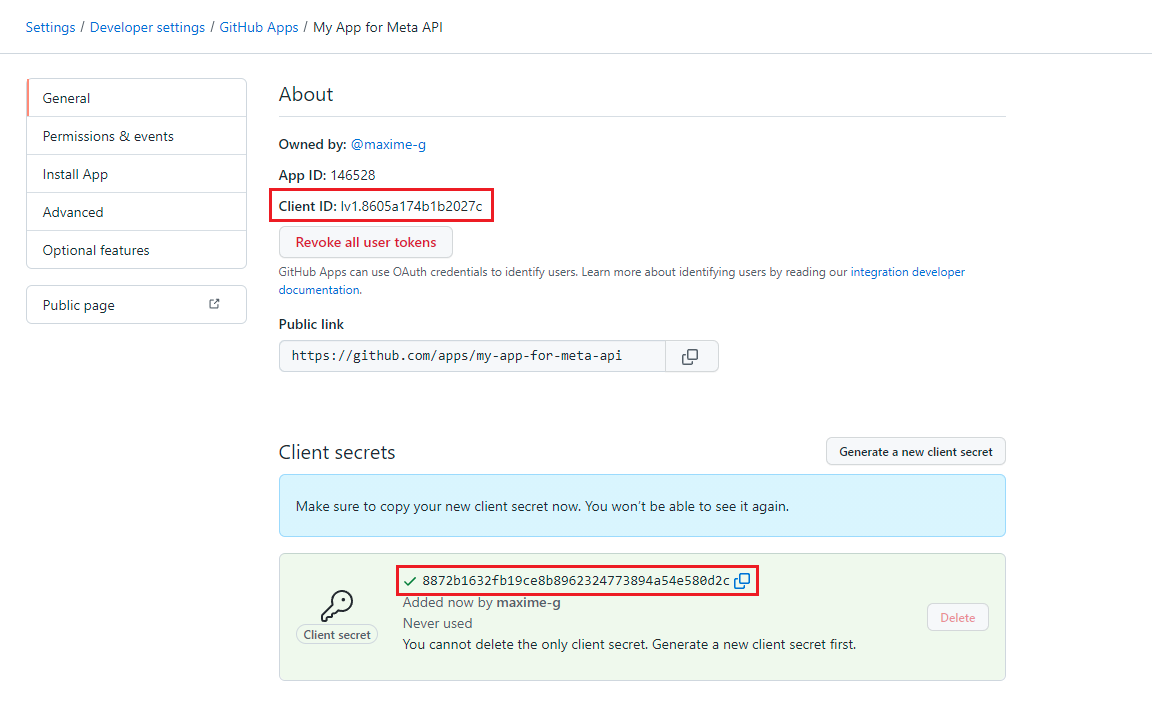 Settings / Developer settings / GitHub Apps / My App for Meta API
General
Permissions & events
Install App
Advanced
Optional features
Public page
About
Owned by: @maxime-g
App ID: 146528
Client ID: Iv1.8605a174b1b2027c
Revoke all user tokens
GitHub Apps can use OAuth credentials to identify users. Learn more about identifying users by reading our integration developer
documentation.
Public link
https://github.com/apps/my-app-for-meta-api
Client secrets
Generate a new client secret
Make sure to copy your new client secret now. You won't be able to see it again.
8872b1632fb19ce8b8962324773894a54e580d2c
Added now by maxime-g
Never used
You cannot delete the only client secret. Generate a new client secret first.
Client secret
Delete